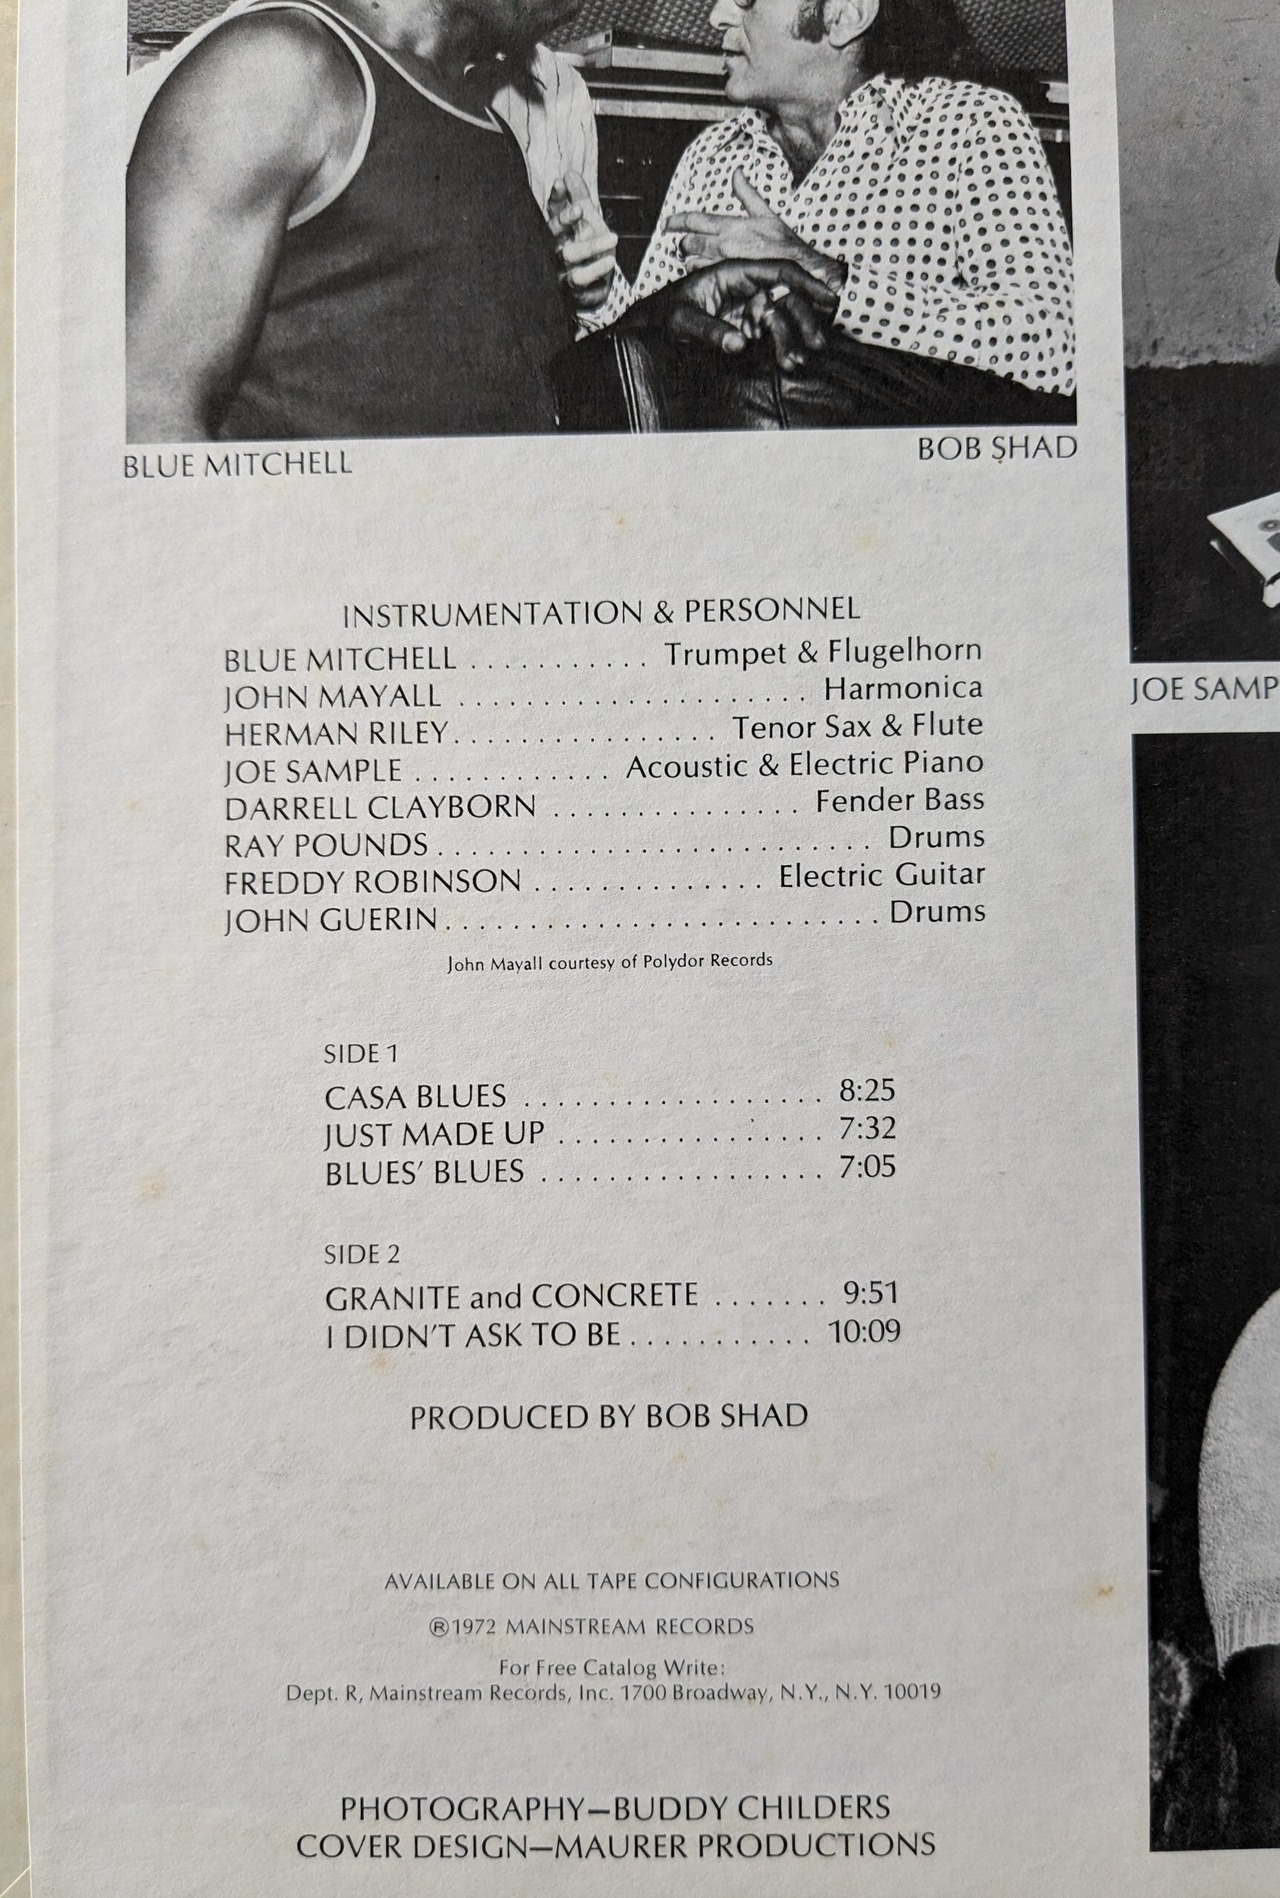 BLUE MITCHELL
BOB SHAD
JOE SAMP
INSTRUMENTATION & PERSONNEL
BLUE MITCHELL . . . . . . . . . . . Trumpet & Flugelhorn
JOHN MAYALL . . . . . . . . . . . . . . . . . . . . . Harmonica
HERMAN RILEY. . . . . . . . . . . . . . . . Tenor Sax & Flute
JOE SAMPLE . . . . . . . . . . . . Acoustic & Electric Piano
DARRELL CLAYBORN . . . . . . . . . . . . . . . Fender Bass
RAY POUNDS. . . . . . . . . . . . . . . . . . . . . . . . . . Drums
FREDDY ROBINSON . . . . . . . . . . . . . . Electric Guitar
JOHN GUERIN. . . . . . . . . . . . . . . . . . . . . . . . . . Drums
John Mayall courtesy of Polydor Records
SIDE 1
CASA BLUES . . . . . . . . . . . . . . . . . . 8:25
JUST MADE UP . . . . . . . . . . . . . . . . 7:32
BLUES' BLUES . . . . . . . . . . . . . . . . . 7:05
SIDE 2
GRANITE and CONCRETE . . . . . . . 9:51
I DIDN'T ASK TO BE. . . . . . . . . . . 10:09
PRODUCED BY BOB SHAD
AVAILABLE ON ALL TAPE CONFIGURATIONS
®1972 MAINSTREAM RECORDS
For Free Catalog Write:
Dept. R, Mainstream Records, Inc. 1700 Broadway, N.Y., N.Y. 10019
PHOTOGRAPHY—BUDDY CHILDERS
COVER DESIGN—MAURER PRODUCTIONS